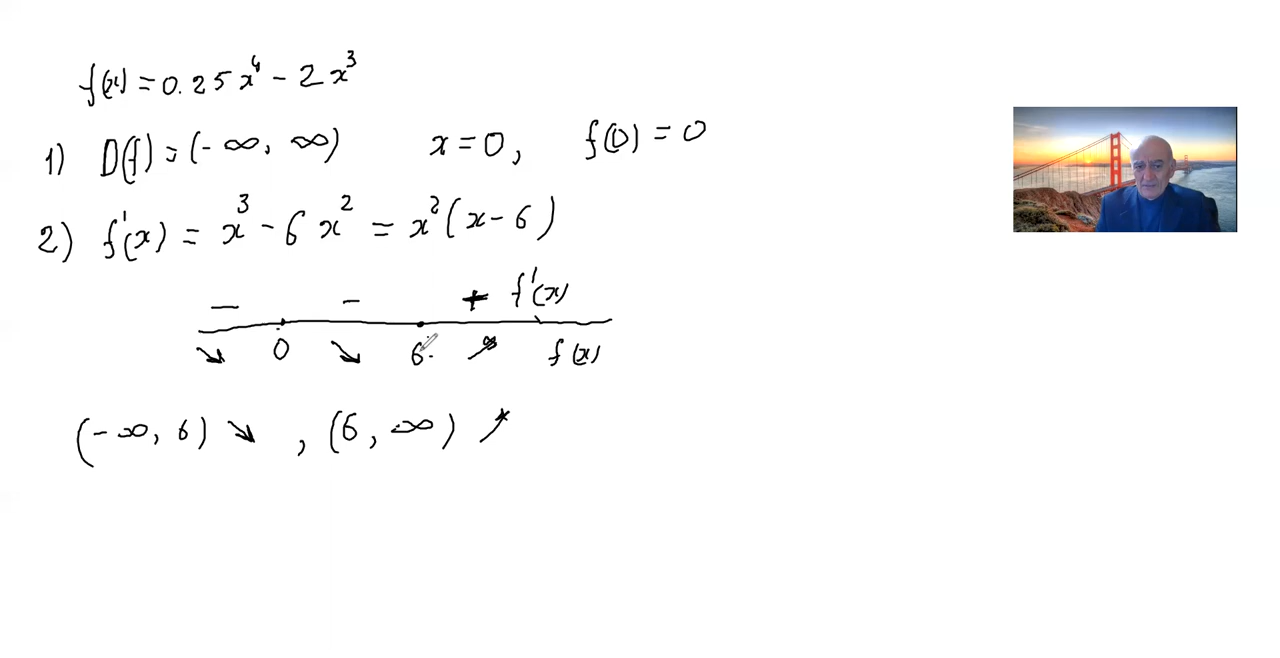 f(x) = 0.25x⁴ - 2x³
1) D(f) = (-∞, ∞) x = 0, f(0) = 0
2) f'(x) = x³ - 6x² = x²(x - 6)
— - + f'(x)
↘ 0 ↘ 6 ↗ f(x)
(-∞, 6) ↘ , (6, ∞) ↗